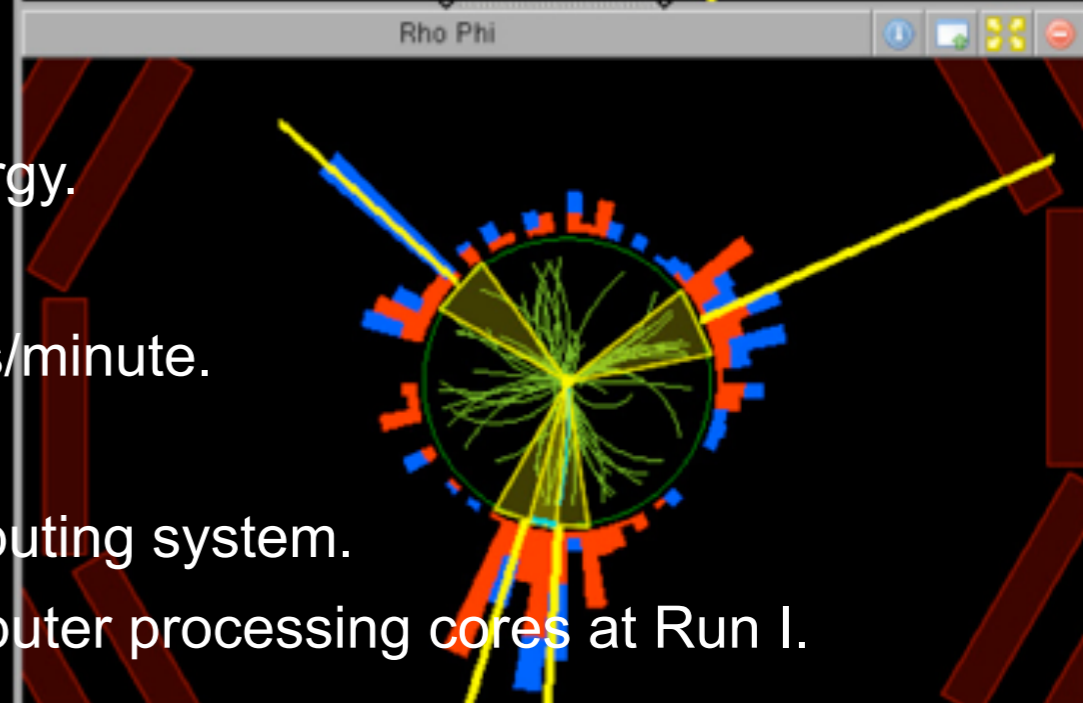 Rho Phi
rgy.
s/minute.
outing system.
outer processing cores at Run I.